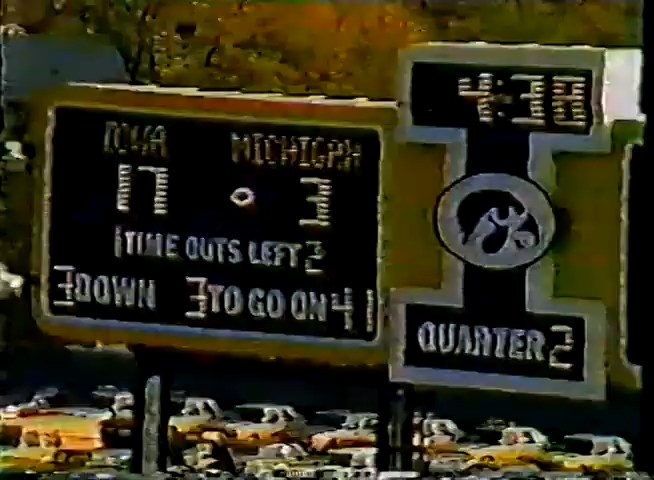 IOWA MICHIGAN
17 3
1 TIME OUTS LEFT 2
3 DOWN 3 TO GO ON 41
4:38
QUARTER 2